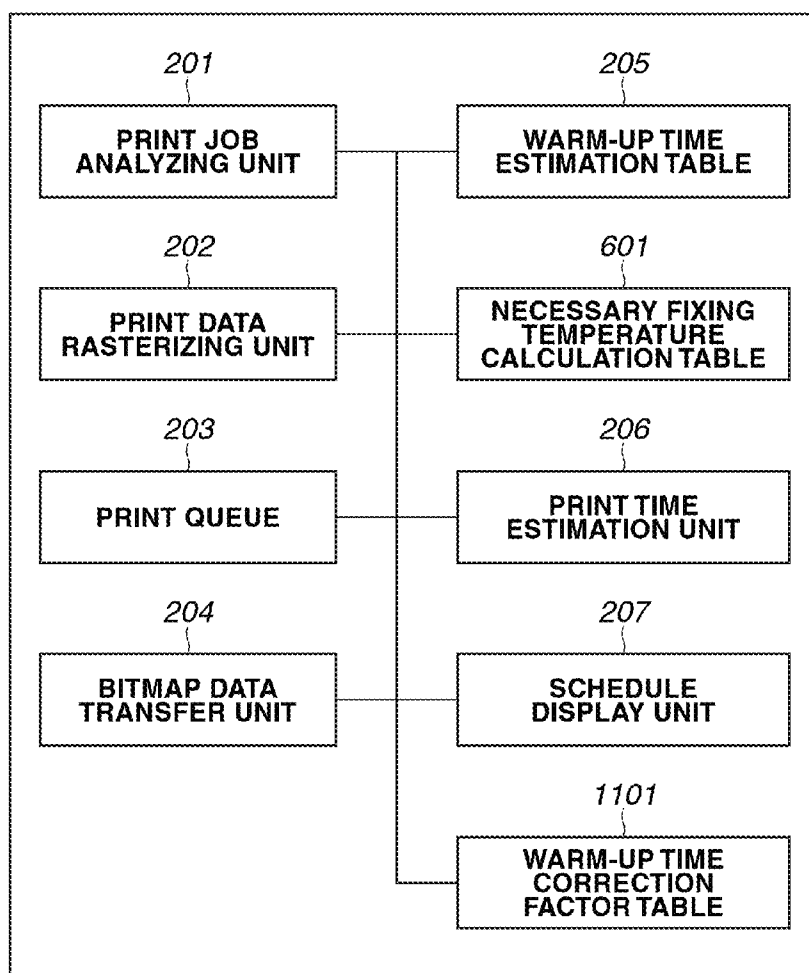 201
PRINT JOB
ANALYZING UNIT
205
WARM-UP TIME
ESTIMATION TABLE
202
PRINT DATA
RASTERIZING UNIT
601
NECESSARY FIXING
TEMPERATURE
CALCULATION TABLE
203
PRINT QUEUE
206
PRINT TIME
ESTIMATION UNIT
204
BITMAP DATA
TRANSFER UNIT
207
SCHEDULE
DISPLAY UNIT
1101
WARM-UP TIME
CORRECTION
FACTOR TABLE